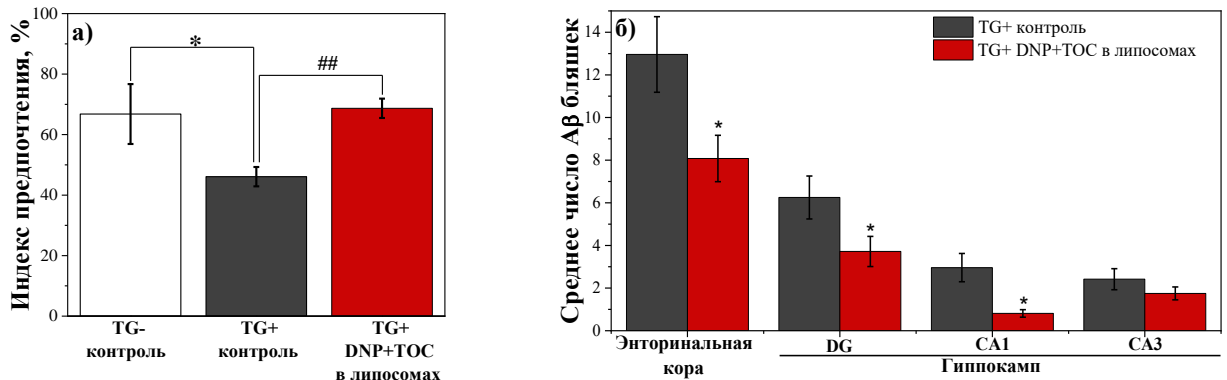 а)
Индекс предпочтения, %
100
80
60
40
20
0
*
##
TG-
контроль
TG+
контроль
TG+
DNP+TOC
в липосомах
б)
Среднее число Aβ бляшек
14
12
10
8
6
4
2
0
TG+ контроль
TG+ DNP+TOC в липосомах
*
*
*
Энторинальная
кора
DG
CA1
CA3
Гиппокамп